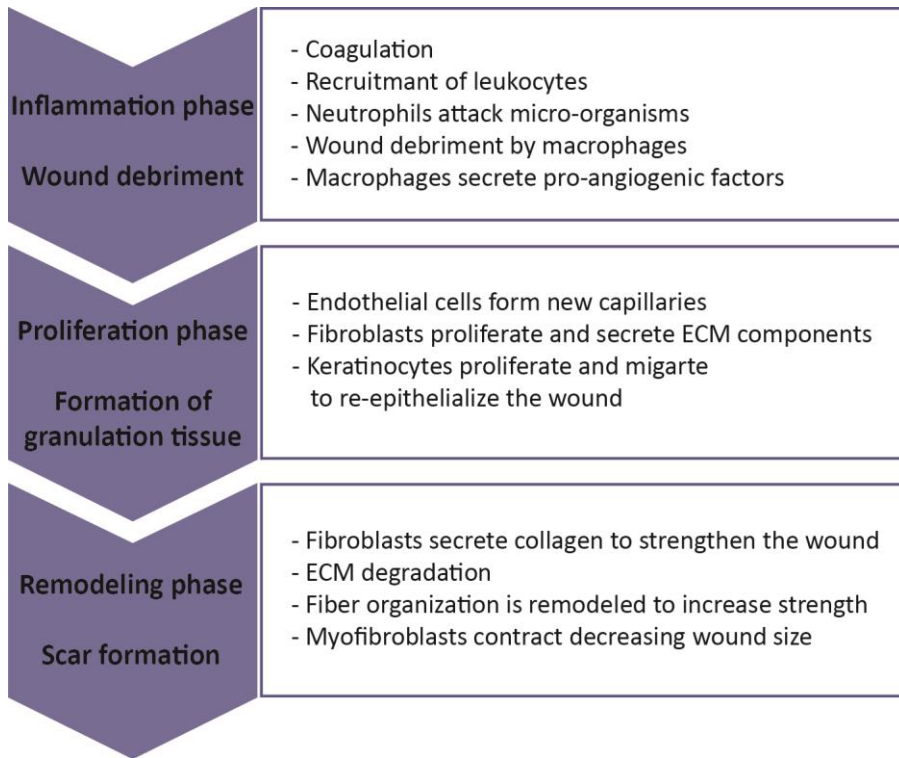 Inflammation phase
Wound debriment
- Coagulation
- Recruitmant of leukocytes
- Neutrophils attack micro-organisms
- Wound debriment by macrophages
- Macrophages secrete pro-angiogenic factors
Proliferation phase
Formation of
granulation tissue
- Endothelial cells form new capillaries
- Fibroblasts proliferate and secrete ECM components
- Keratinocytes proliferate and migarte
to re-epithelialize the wound
Remodeling phase
Scar formation
- Fibroblasts secrete collagen to strengthen the wound
- ECM degradation
- Fiber organization is remodeled to increase strength
- Myofibroblasts contract decreasing wound size